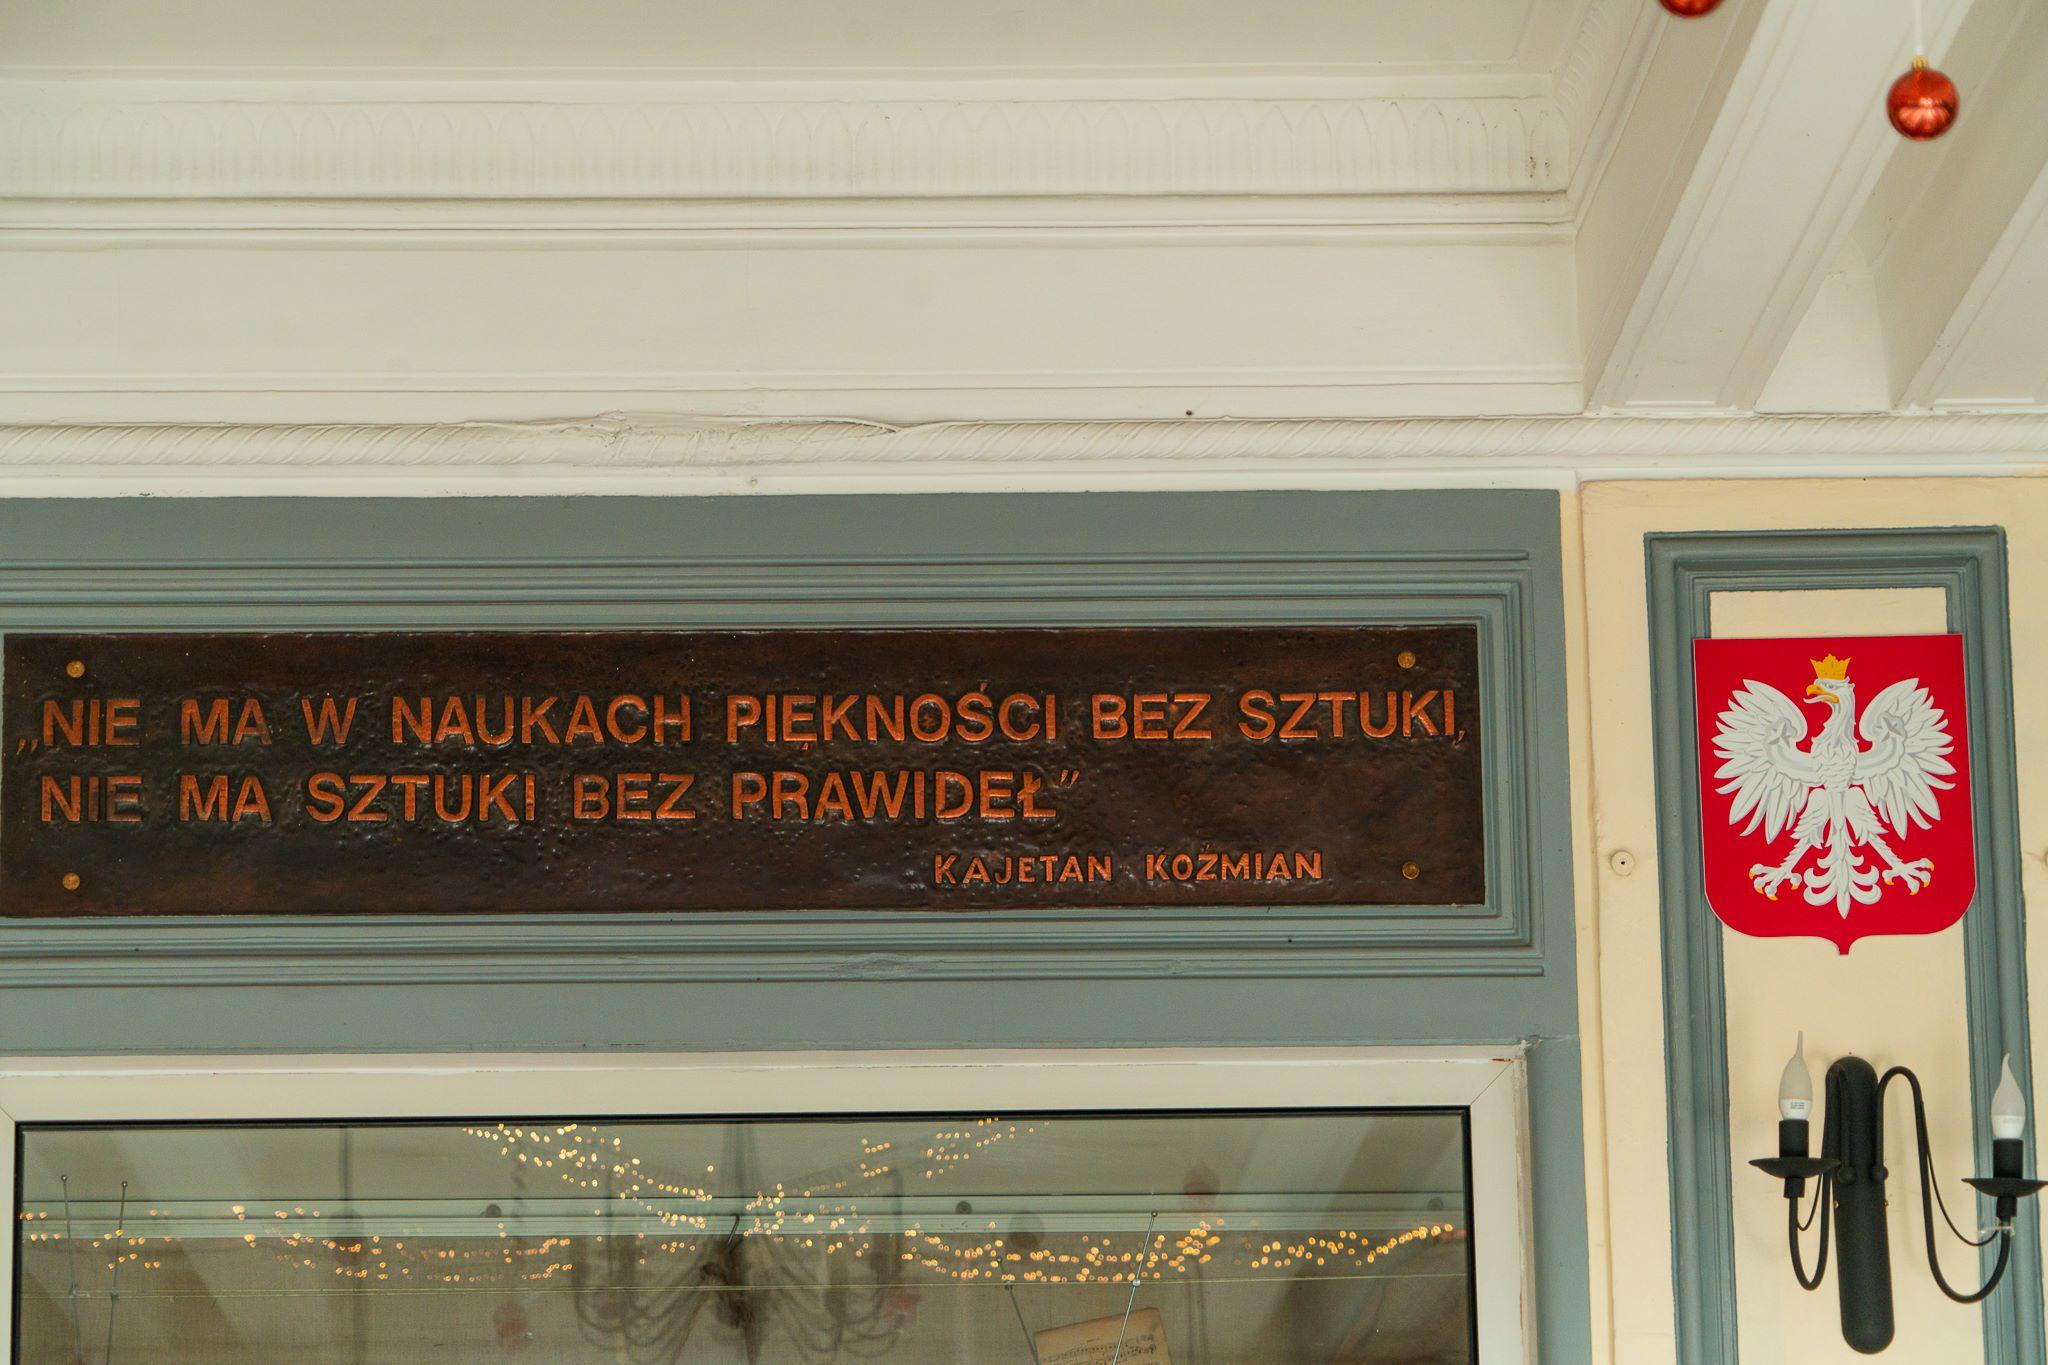 „NIE MA W NAUKACH PIĘKNOŚCI BEZ SZTUKI,
NIE MA SZTUKI BEZ PRAWIDEŁ”
KAJETAN KOŹMIAN